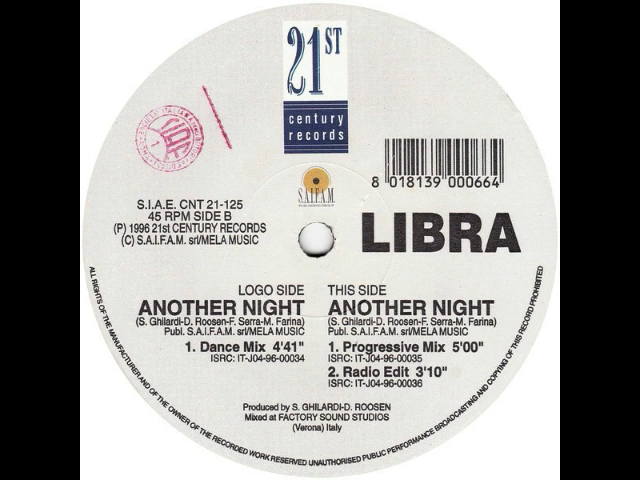 21ST
century
records
S.I.A.E.
8 018139 000664
S.I.A.E. CNT 21-125
45 RPM SIDE B
(P) 1996 21st CENTURY RECORDS
(C) S.A.I.F.A.M. srl/MELA MUSIC
S.A.I.F.A.M.
LIBRA
LOGO SIDE
ANOTHER NIGHT
(S. Ghilardi-D. Roosen-F. Serra-M. Farina)
Publ. S.A.I.F.A.M. srl/MELA MUSIC
1. Dance Mix 4'41"
ISRC: IT-J04-96-00034
THIS SIDE
ANOTHER NIGHT
(S. Ghilardi-D. Roosen-F. Serra-M. Farina)
Publ. S.A.I.F.A.M. srl/MELA MUSIC
1. Progressive Mix 5'00"
ISRC: IT-J04-96-00035
2. Radio Edit 3'10"
ISRC: IT-J04-96-00036
Produced by S. GHILARDI-D. ROOSEN
Mixed at FACTORY SOUND STUDIOS
(Verona) Italy
ALL RIGHTS OF THE MANUFACTURER AND OF THE OWNER OF THE RECORDED WORK RESERVED UNAUTHORISED PUBLIC PERFORMANCE BROADCASTING AND COPYING OF THIS RECORD PROHIBITED